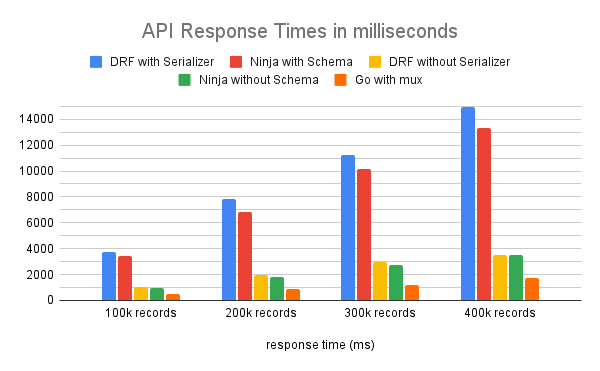 API Response Times in milliseconds
DRF with Serializer Ninja with Schema DRF without Serializer
Ninja without Schema Go with mux
14000
12000
10000
8000
6000
4000
2000
0
100k records 200k records 300k records 400k records
response time (ms)